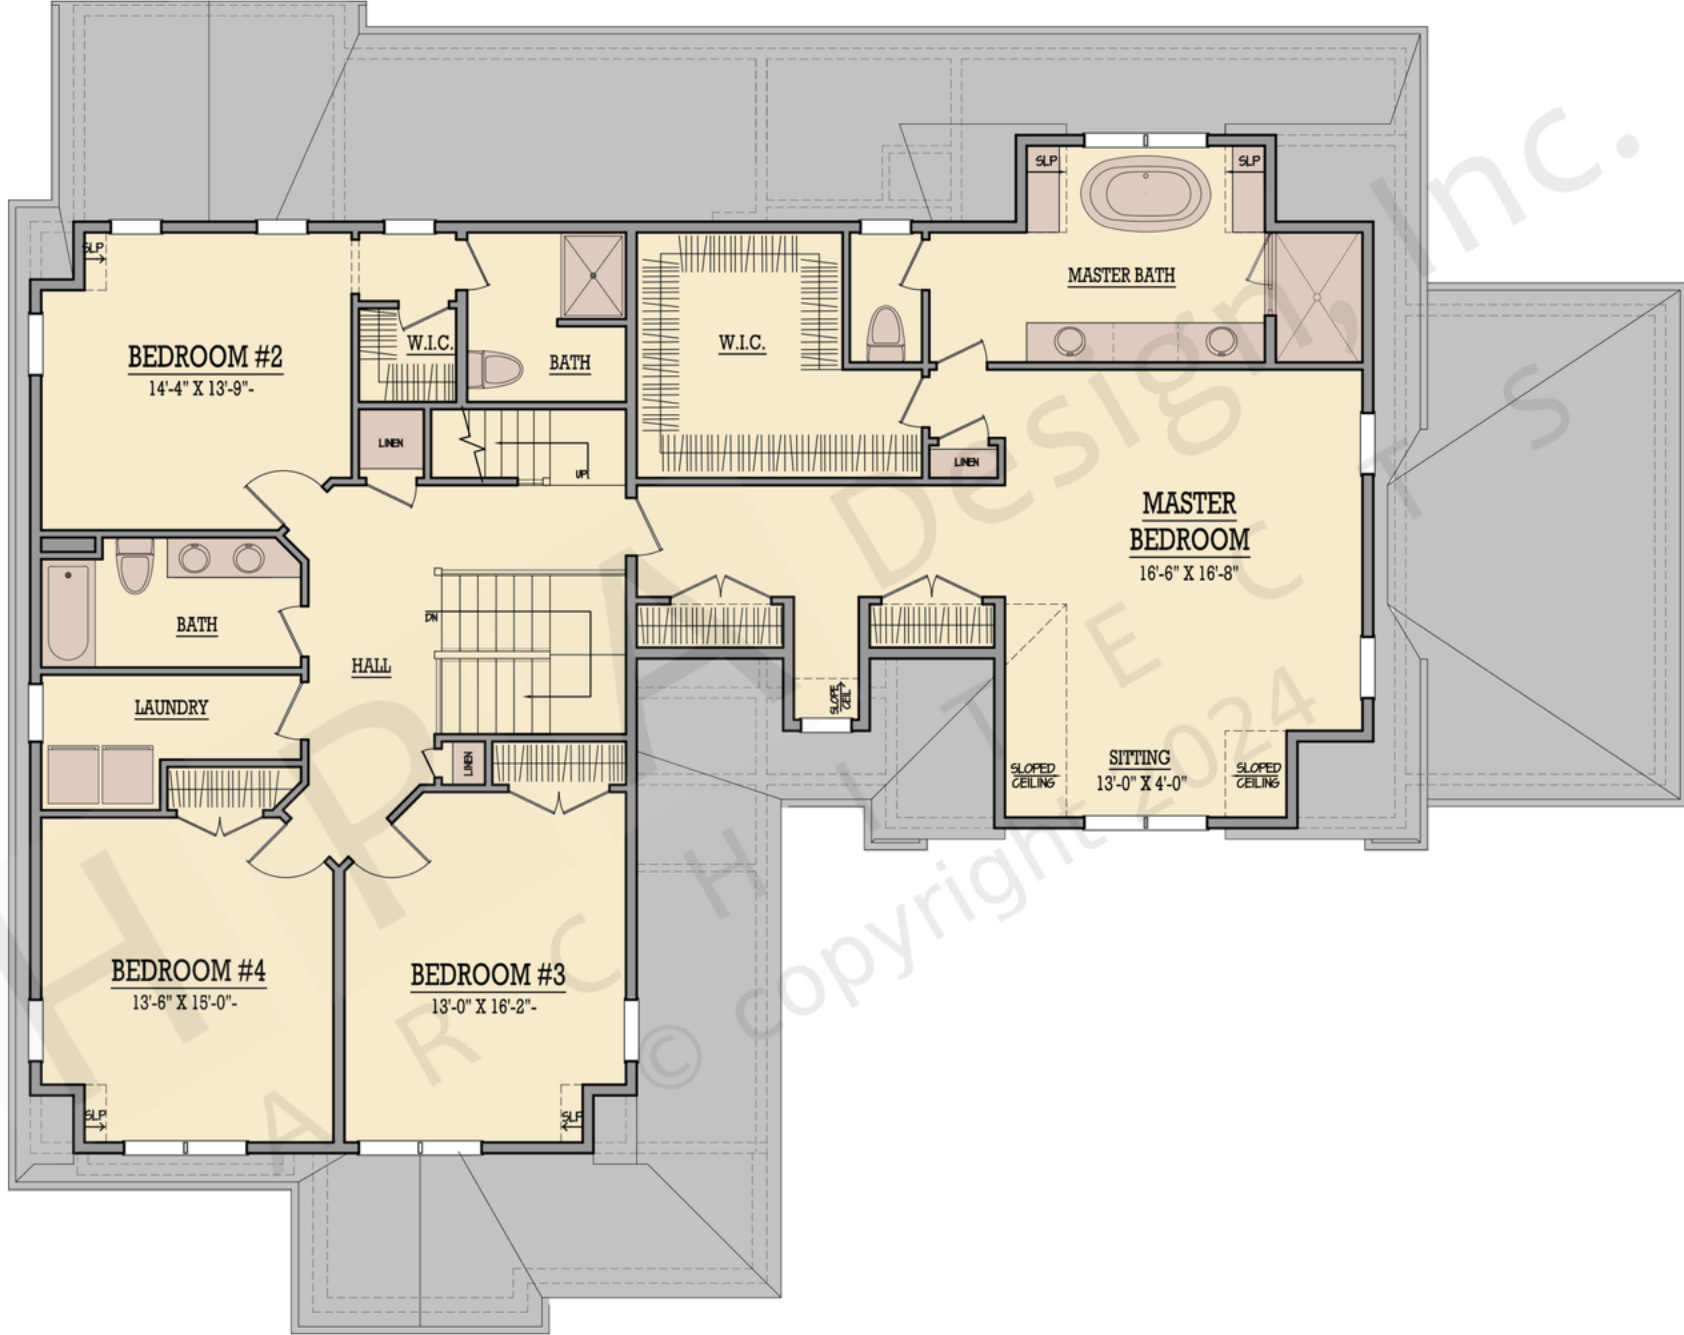 SLP
SLP
SLP
MASTER BATH
W.I.C.
W.I.C.
BEDROOM #2
14'-4" X 13'-9"-
BATH
LINEN
UP
LINEN
MASTER
BEDROOM
16'-6" X 16'-8"
BATH
DN
HALL
LAUNDRY
SLOPE
CEIL
LINEN
SITTING
13'-0" X 4'-0"
SLOPED
CEILING
SLOPED
CEILING
BEDROOM #4
13'-6" X 15'-0"-
BEDROOM #3
13'-0" X 16'-2"-
SLP
SLP
HPA Design, Inc.
ARCHITECTS
© copyright 2024